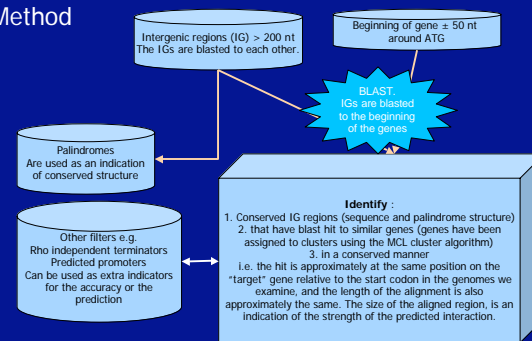 Method
Intergenic regions (IG) > 200 nt
The IGs are blasted to each other.
Beginning of gene ± 50 nt
around ATG
BLAST.
IGs are blasted
to the beginning
of the genes
Palindromes
Are used as an indication
of conserved structure
Other filters e.g.
Rho independent terminators
Predicted promoters
Can be used as extra indicators
for the accuracy or the
prediction
Identify :
1. Conserved IG regions (sequence and palindrome structure)
2. that have blast hit to similar genes (genes have been
assigned to clusters using the MCL cluster algorithm)
3. in a conserved manner
i.e. the hit is approximately at the same position on the
"target" gene relative to the start codon in the genomes we
examine, and the length of the alignment is also
approximately the same. The size of the aligned region, is an
indication of the strength of the predicted interaction.